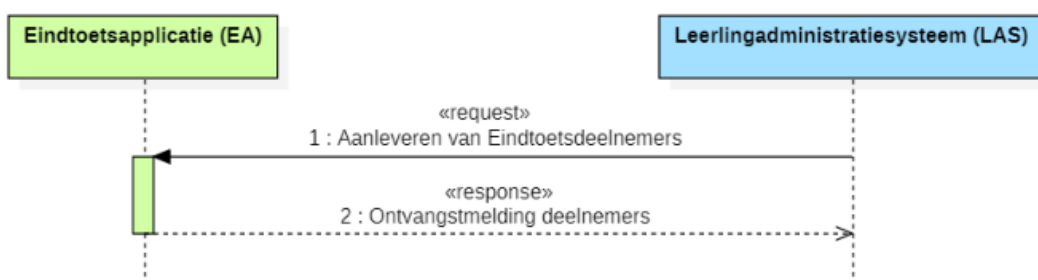 Eindtoetsapplicatie (EA)
Leerlingadministratiesysteem (LAS)
«request»
1 : Aanleveren van Eindtoetsdeelnemers
«response»
2 : Ontvangstmelding deelnemers